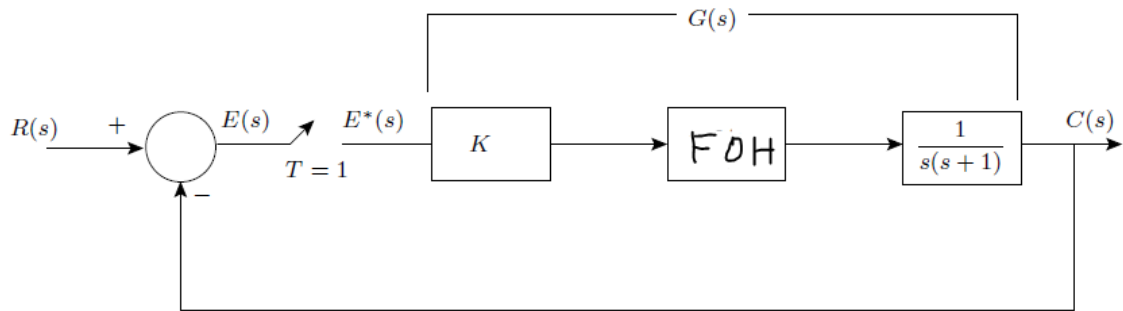 G(s)
R(s) + E(s) T = 1 E*(s) K FOH 1/(s(s + 1)) C(s)
−